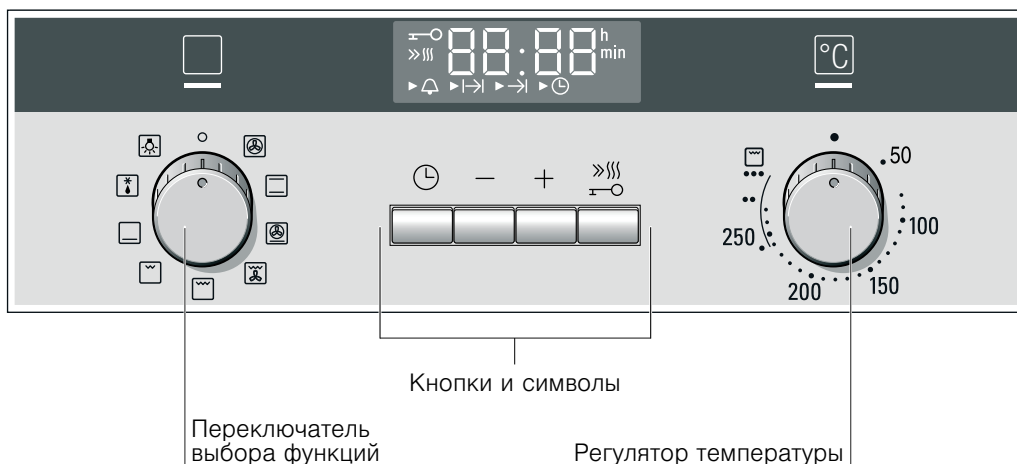 88:88 h
min
°C
50
100
150
200
250
Кнопки и символы
Переключатель
выбора функций
Регулятор температуры